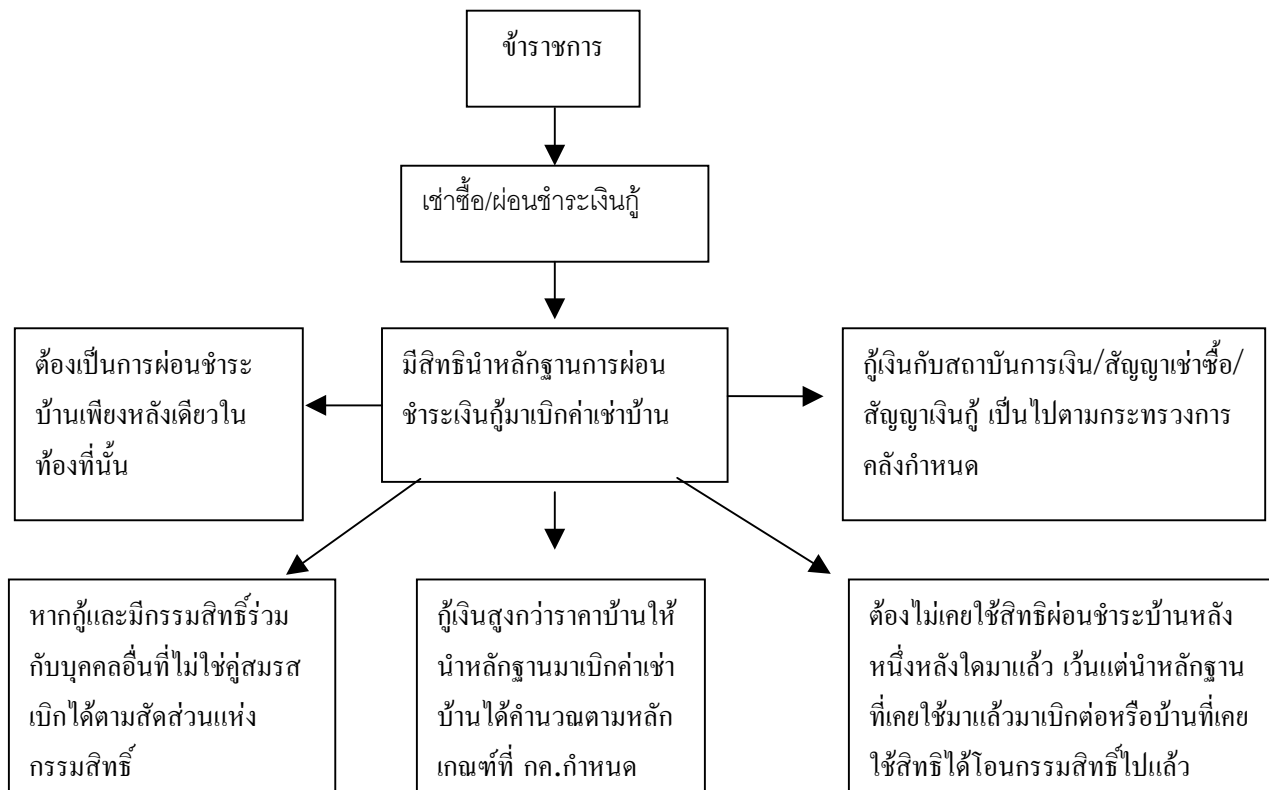 ข้าราชการ
เช่าซื้อ/ผ่อนชำระเงินกู้
ต้องเป็นการผ่อนชำระ
บ้านเพียงหลังเดียวใน
ท้องที่นั้น
มีสิทธินำหลักฐานการผ่อน
ชำระเงินกู้มาเบิกค่าเช่าบ้าน
กู้เงินกับสถาบันการเงิน/สัญญาเช่าซื้อ/
สัญญาเงินกู้ เป็นไปตามกระทรวงการ
คลังกำหนด
หากกู้และมีกรรมสิทธิ์ร่วม
กับบุคคลอื่นที่ไม่ใช่คู่สมรส
เบิกได้ตามสัดส่วนแห่ง
กรรมสิทธิ์
กู้เงินสูงกว่าราคาบ้านให้
นำหลักฐานมาเบิกค่าเช่า
บ้านได้คำนวณตามหลัก
เกณฑ์ที่ กค.กำหนด
ต้องไม่เคยใช้สิทธิผ่อนชำระบ้านหลัง
หนึ่งหลังใดมาแล้ว เว้นแต่นำหลักฐาน
ที่เคยใช้มาแล้วมาเบิกต่อหรือบ้านที่เคย
ใช้สิทธิได้โอนกรรมสิทธิ์ไปแล้ว